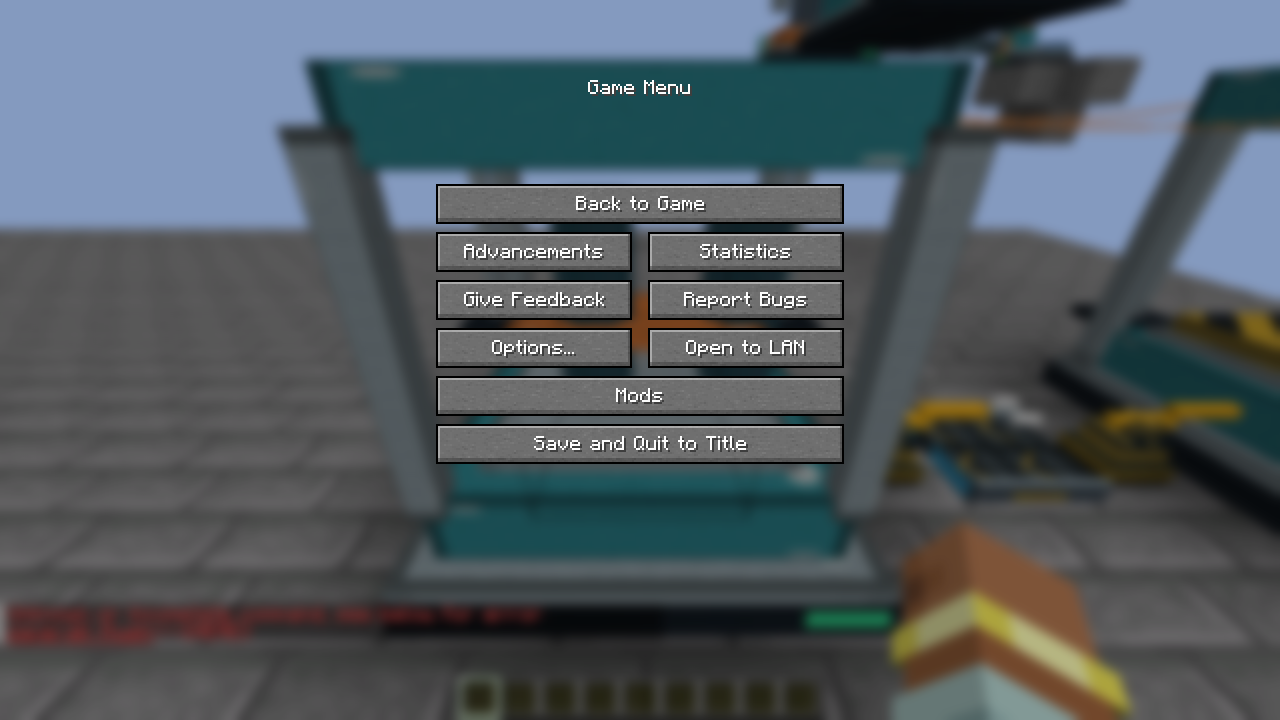 Game Menu
Back to Game
Advancements
Statistics
Give Feedback
Report Bugs
Options...
Open to LAN
Mods
Save and Quit to Title